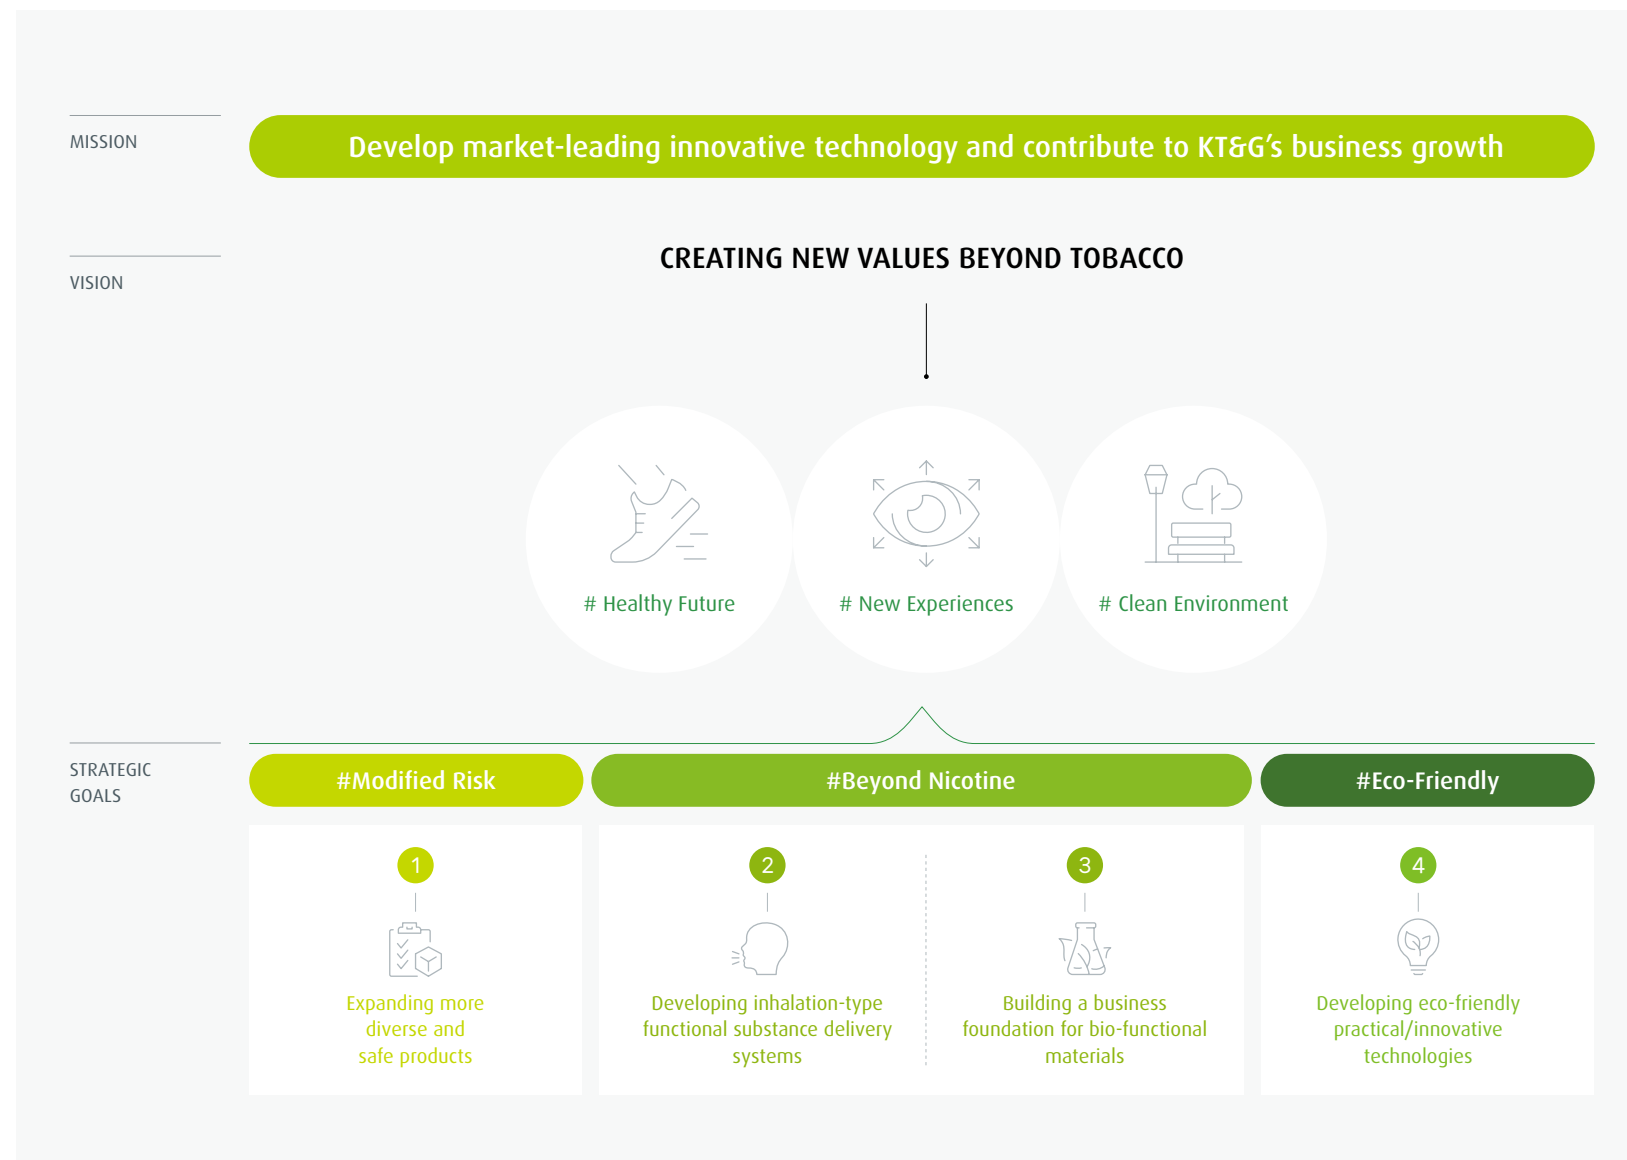 MISSION
Develop market-leading innovative technology and contribute to KT&G’s business growth
VISION
CREATING NEW VALUES BEYOND TOBACCO
# Healthy Future
# New Experiences
# Clean Environment
STRATEGIC
GOALS
#Modified Risk
#Beyond Nicotine
#Eco-Friendly
1
Expanding more
diverse and
safe products
2
Developing inhalation-type
functional substance delivery
systems
3
Building a business
foundation for bio-functional
materials
4
Developing eco-friendly
practical/innovative
technologies